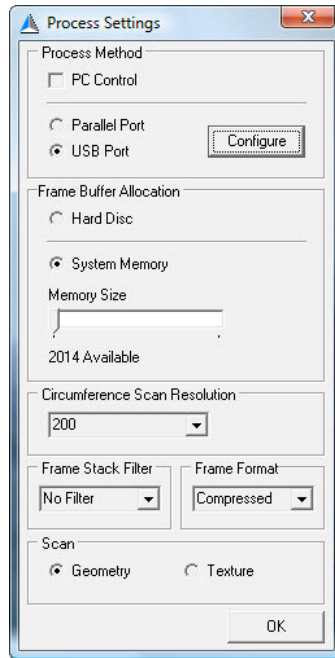 Process Settings
Process Method
PC Control
Parallel Port
USB Port
Configure
Frame Buffer Allocation
Hard Disc
System Memory
Memory Size
2014 Available
Circumference Scan Resolution
200
Frame Stack Filter
No Filter
Frame Format
Compressed
Scan
Geometry
Texture
OK